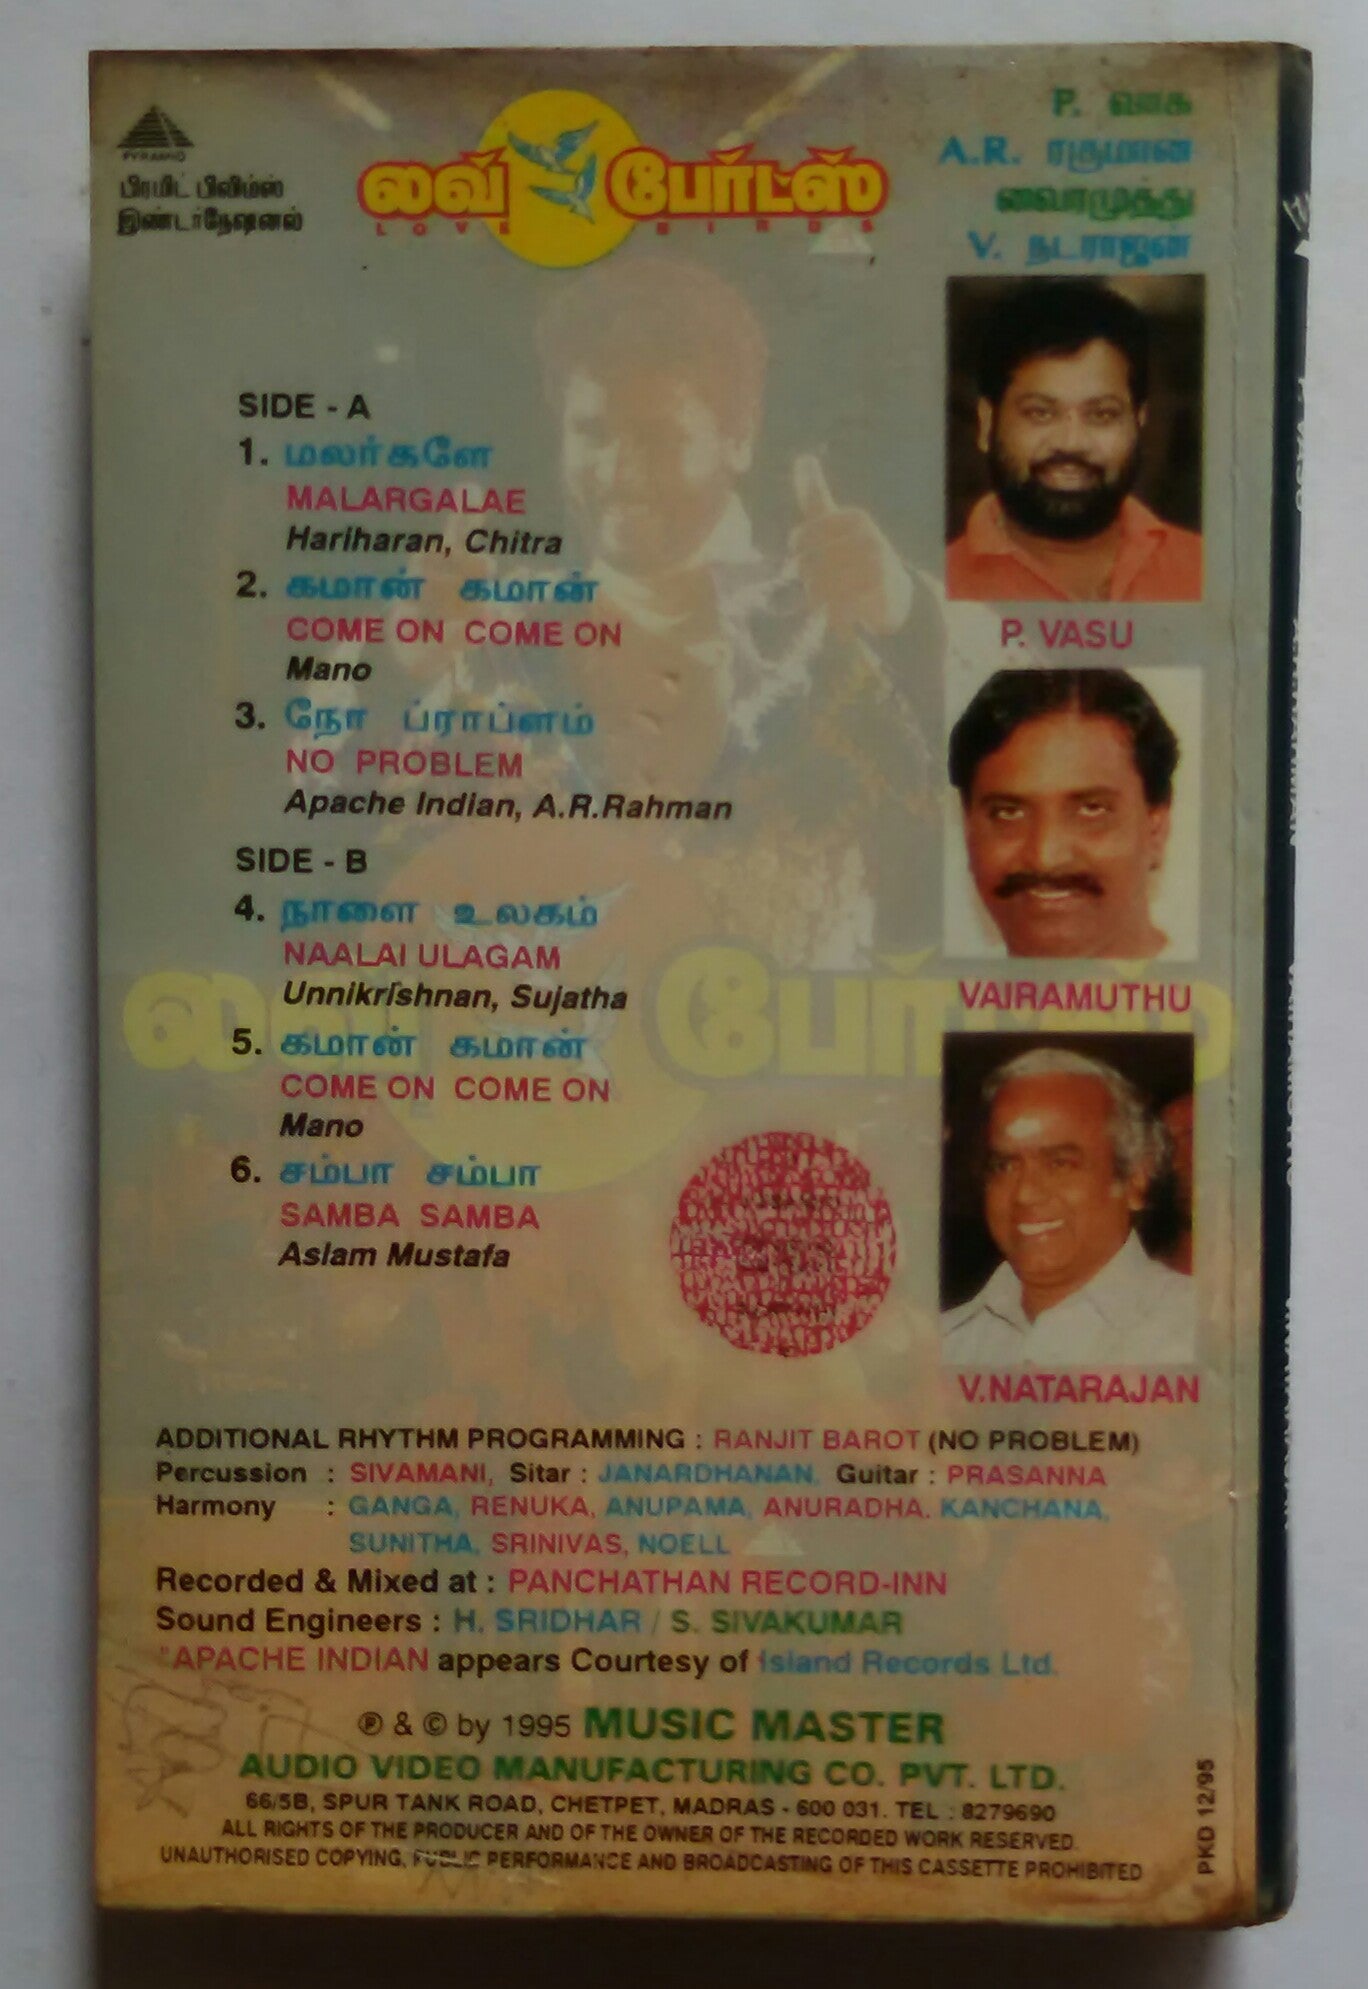 PYRAMID
பிரமிட் பிலிம்ஸ்
இண்டர்நேஷனல்
லவ் பேர்ட்ஸ்
LOVE BIRDS
P. வாசு
A.R. ரகுமான்
வைரமுத்து
V. நடராஜன்
SIDE - A
1. மலர்களே
MALARGALAE
Hariharan, Chitra
2. கமான் கமான்
COME ON COME ON
Mano
3. நோ ப்ராப்ளம்
NO PROBLEM
Apache Indian, A.R.Rahman
SIDE - B
4. நாளை உலகம்
NAALAI ULAGAM
Unnikrishnan, Sujatha
5. கமான் கமான்
COME ON COME ON
Mano
6. சம்பா சம்பா
SAMBA SAMBA
Aslam Mustafa
P. VASU
VAIRAMUTHU
V.NATARAJAN
ADDITIONAL RHYTHM PROGRAMMING : RANJIT BAROT (NO PROBLEM)
Percussion : SIVAMANI, Sitar : JANARDHANAN, Guitar : PRASANNA
Harmony : GANGA, RENUKA, ANUPAMA, ANURADHA, KANCHANA,
SUNITHA, SRINIVAS, NOELL
Recorded & Mixed at : PANCHATHAN RECORD-INN
Sound Engineers : H. SRIDHAR / S. SIVAKUMAR
"APACHE INDIAN appears Courtesy of Island Records Ltd.
℗ & © by 1995 MUSIC MASTER
AUDIO VIDEO MANUFACTURING CO. PVT. LTD.
66/5B, SPUR TANK ROAD, CHETPET, MADRAS - 600 031. TEL : 8279690
ALL RIGHTS OF THE PRODUCER AND OF THE OWNER OF THE RECORDED WORK RESERVED.
UNAUTHORISED COPYING, PUBLIC PERFORMANCE AND BROADCASTING OF THIS CASSETTE PROHIBITED
PKD 12/95